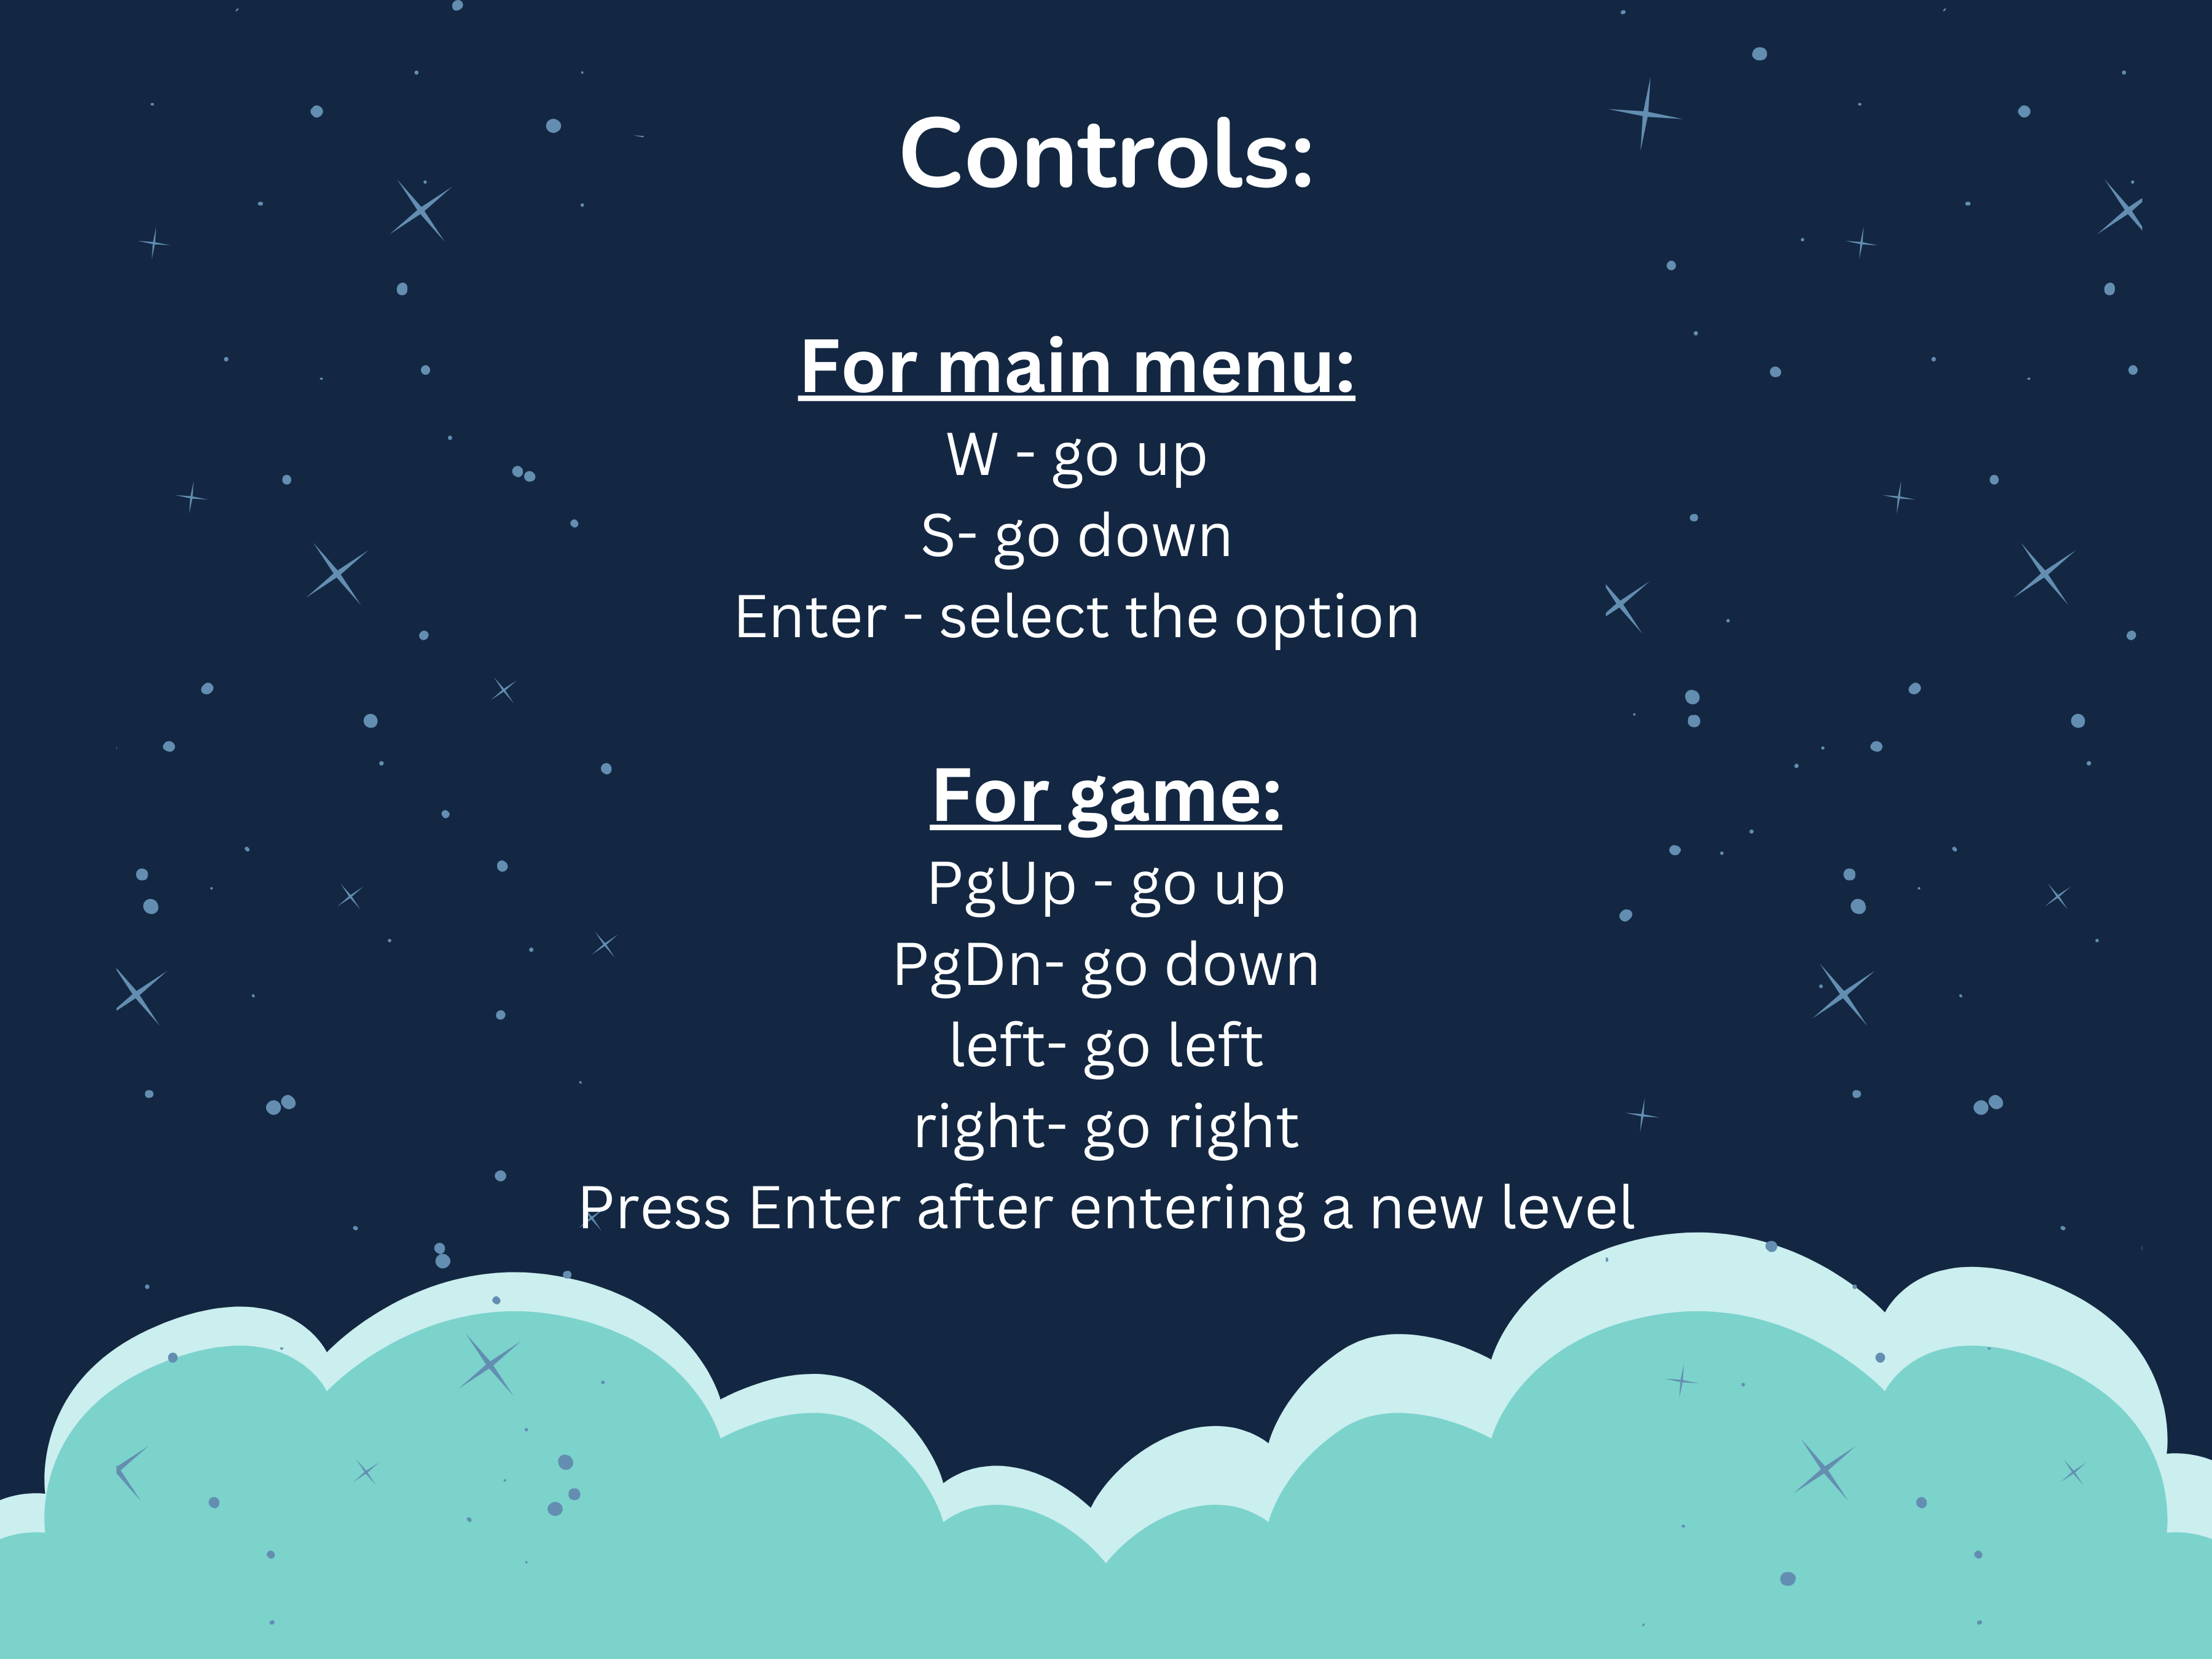 Controls:
For main menu:
W - go up
S- go down
Enter - select the option
For game:
PgUp - go up
PgDn- go down
left- go left
right- go right
Press Enter after entering a new level